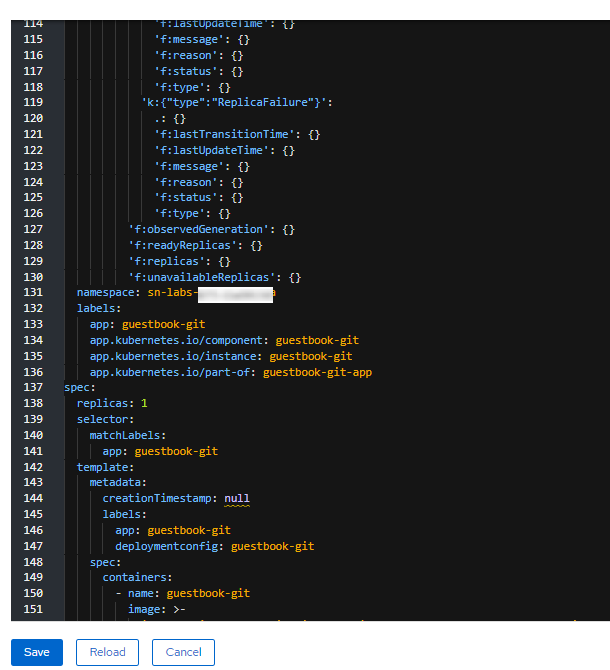 114 'f:lastUpdateTime': {}
115 'f:message': {}
116 'f:reason': {}
117 'f:status': {}
118 'f:type': {}
119 'k:{"type":"ReplicaFailure"}':
120 .: {}
121 'f:lastTransitionTime': {}
122 'f:lastUpdateTime': {}
123 'f:message': {}
124 'f:reason': {}
125 'f:status': {}
126 'f:type': {}
127 'f:observedGeneration': {}
128 'f:readyReplicas': {}
129 'f:replicas': {}
130 'f:unavailableReplicas': {}
131 namespace: sn-labs-
132 labels:
133 app: guestbook-git
134 app.kubernetes.io/component: guestbook-git
135 app.kubernetes.io/instance: guestbook-git
136 app.kubernetes.io/part-of: guestbook-git-app
137 spec:
138 replicas: 1
139 selector:
140 matchLabels:
141 app: guestbook-git
142 template:
143 metadata:
144 creationTimestamp: null
145 labels:
146 app: guestbook-git
147 deploymentconfig: guestbook-git
148 spec:
149 containers:
150 - name: guestbook-git
151 image: >-
Save Reload Cancel